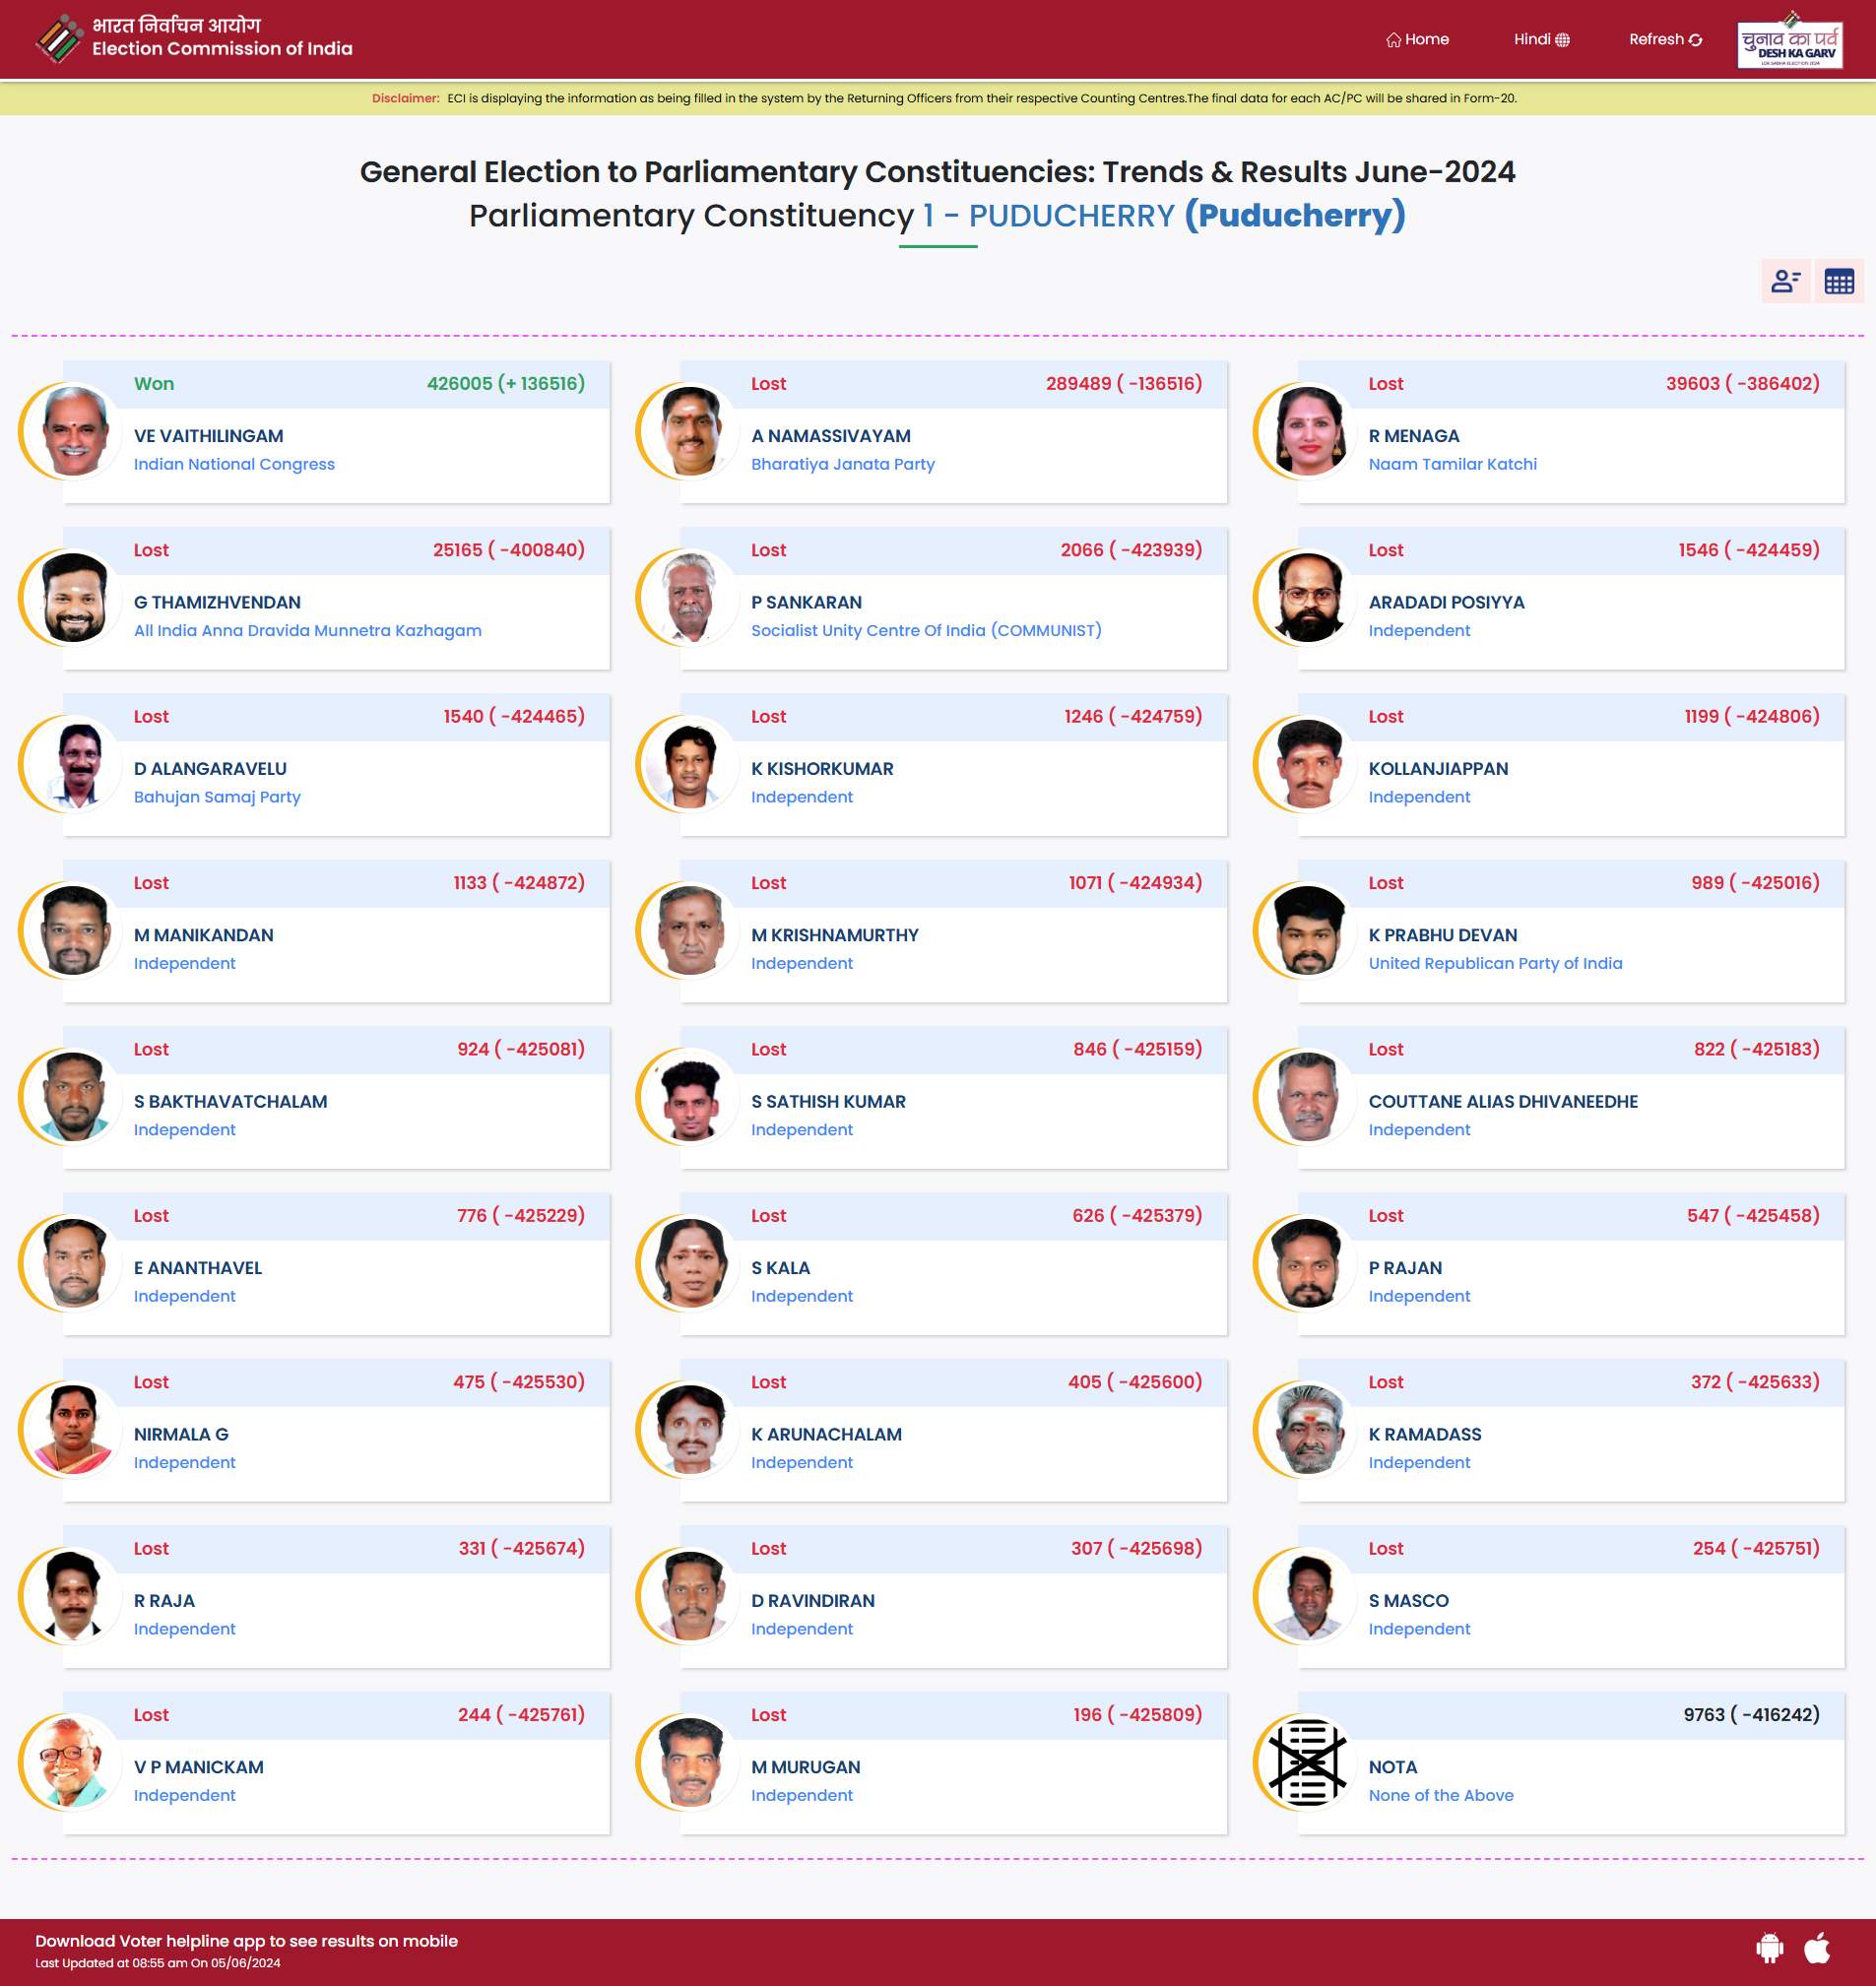 भारत निर्वाचन आयोग
Election Commission of India
Home
Hindi
Refresh
चुनाव का पर्व
DESH KA GARV
LOK SABHA ELECTION 2024
Disclaimer: ECI is displaying the information as being filled in the system by the Returning Officers from their respective Counting Centres.The final data for each AC/PC will be shared in Form-20.
General Election to Parliamentary Constituencies: Trends & Results June-2024
Parliamentary Constituency 1 - PUDUCHERRY (Puducherry)
Won 426005 (+ 136516)
VE VAITHILINGAM
Indian National Congress
Lost 289489 ( -136516)
A NAMASSIVAYAM
Bharatiya Janata Party
Lost 39603 ( -386402)
R MENAGA
Naam Tamilar Katchi
Lost 25165 ( -400840)
G THAMIZHVENDAN
All India Anna Dravida Munnetra Kazhagam
Lost 2066 ( -423939)
P SANKARAN
Socialist Unity Centre Of India (COMMUNIST)
Lost 1546 ( -424459)
ARADADI POSIYYA
Independent
Lost 1540 ( -424465)
D ALANGARAVELU
Bahujan Samaj Party
Lost 1246 ( -424759)
K KISHORKUMAR
Independent
Lost 1199 ( -424806)
KOLLANJIAPPAN
Independent
Lost 1133 ( -424872)
M MANIKANDAN
Independent
Lost 1071 ( -424934)
M KRISHNAMURTHY
Independent
Lost 989 ( -425016)
K PRABHU DEVAN
United Republican Party of India
Lost 924 ( -425081)
S BAKTHAVATCHALAM
Independent
Lost 846 ( -425159)
S SATHISH KUMAR
Independent
Lost 822 ( -425183)
COUTTANE ALIAS DHIVANEEDHE
Independent
Lost 776 ( -425229)
E ANANTHAVEL
Independent
Lost 626 ( -425379)
S KALA
Independent
Lost 547 ( -425458)
P RAJAN
Independent
Lost 475 ( -425530)
NIRMALA G
Independent
Lost 405 ( -425600)
K ARUNACHALAM
Independent
Lost 372 ( -425633)
K RAMADASS
Independent
Lost 331 ( -425674)
R RAJA
Independent
Lost 307 ( -425698)
D RAVINDIRAN
Independent
Lost 254 ( -425751)
S MASCO
Independent
Lost 244 ( -425761)
V P MANICKAM
Independent
Lost 196 ( -425809)
M MURUGAN
Independent
9763 ( -416242)
NOTA
None of the Above
Download Voter helpline app to see results on mobile
Last Updated at 08:55 am On 05/06/2024